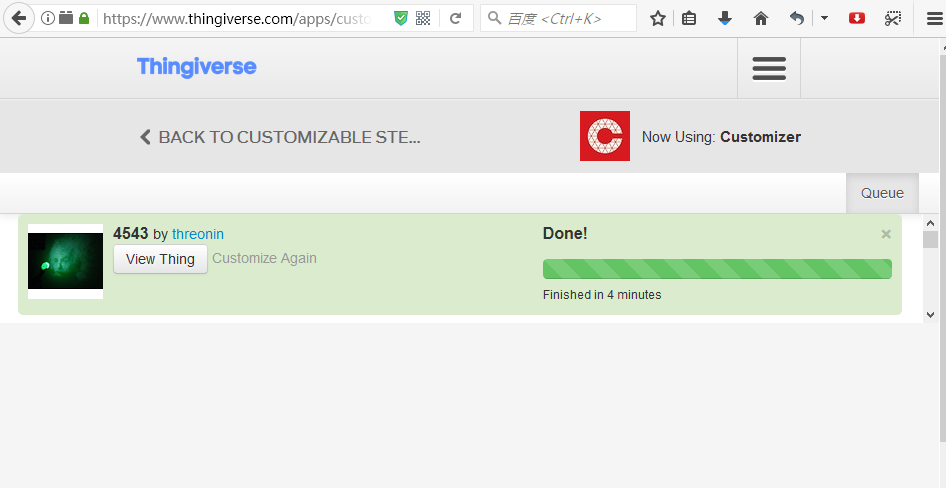 https://www.thingiverse.com/apps/custo
百度 <Ctrl+K>
Thingiverse
BACK TO CUSTOMIZABLE STE...
Now Using: Customizer
Queue
4543 by threonin
View Thing Customize Again
Done!
Finished in 4 minutes